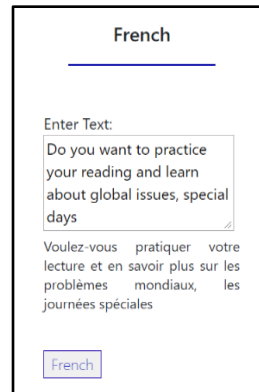 French
Enter Text:
Do you want to practice
your reading and learn
about global issues, special
days
Voulez-vous pratiquer votre
lecture et en savoir plus sur les
problèmes mondiaux, les
journées spéciales
French